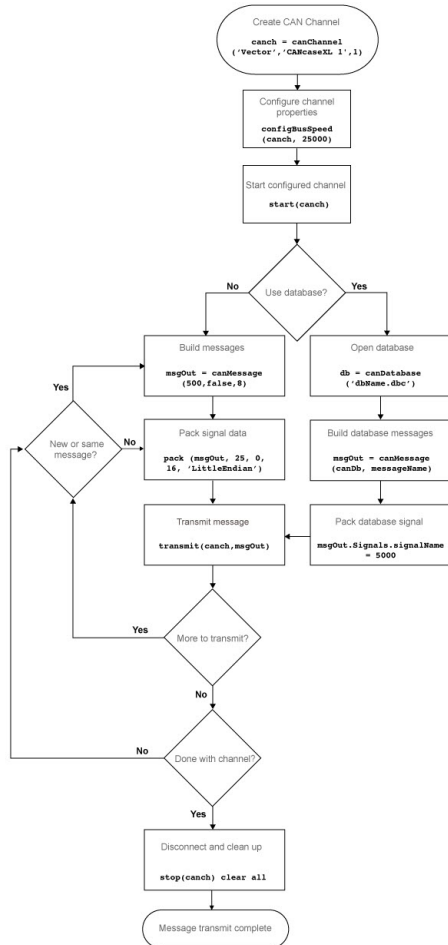 Create CAN Channel
canch = canChannel
('Vector','CANcaseXL 1',1)
Configure channel
properties
configBusSpeed
(canch, 25000)
Start configured channel
start(canch)
No
Yes
Use database?
Build messages
msgOut = canMessage
(500,false,8)
Open database
db = canDatabase
('dbName.dbc')
Yes
New or same
message?
No
Pack signal data
pack (msgOut, 25, 0,
16, 'LittleEndian')
Build database messages
msgOut = canMessage
(canDb, messageName)
Transmit message
transmit(canch,msgOut)
Pack database signal
msgOut.Signals.signalName
= 5000
Yes
More to transmit?
No
No
Done with channel?
Yes
Disconnect and clean up
stop(canch) clear all
Message transmit complete